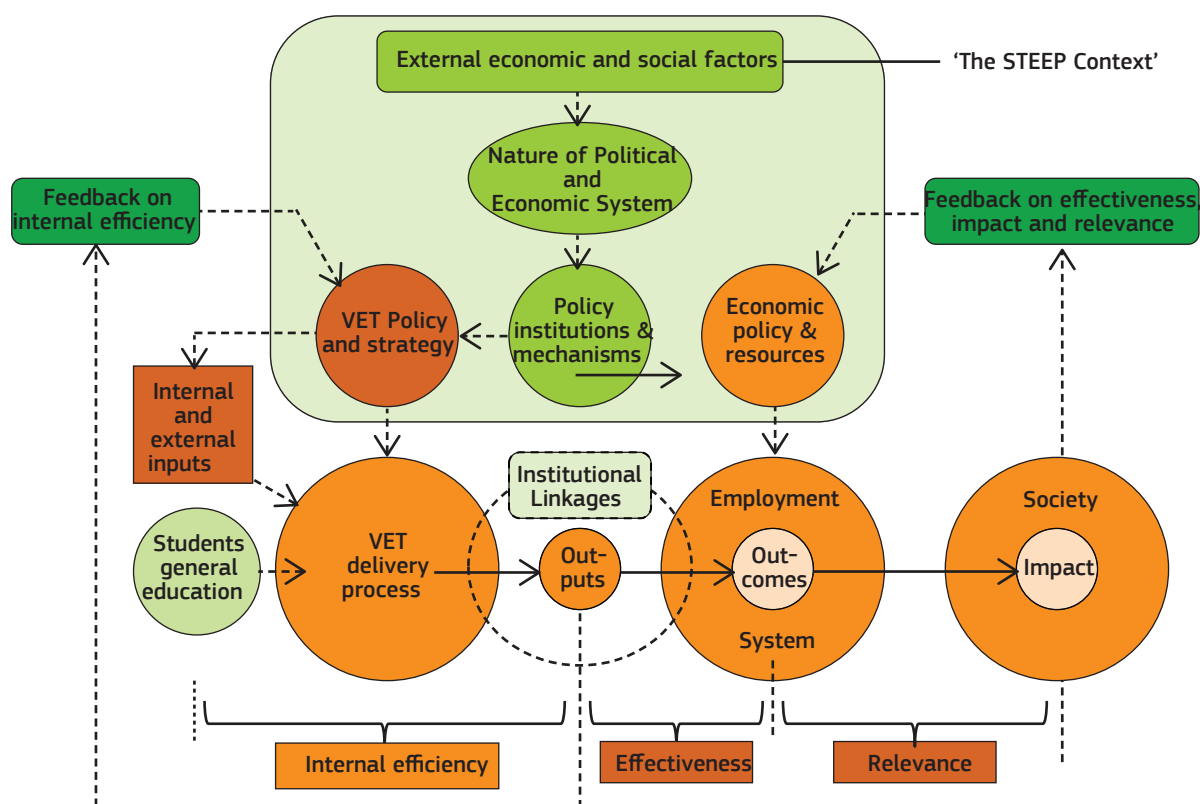 External economic and social factors
‘The STEEP Context’
Nature of Political
and
Economic System
Feedback on
internal efficiency
Feedback on effectiveness,
impact and relevance
VET Policy
and strategy
Policy
institutions &
mechanisms
Economic
policy &
resources
Internal
and
external
inputs
Institutional
Linkages
Employment
Society
Students
general
education
VET
delivery
process
Out-
puts
Out-
comes
Impact
System
Internal efficiency
Effectiveness
Relevance